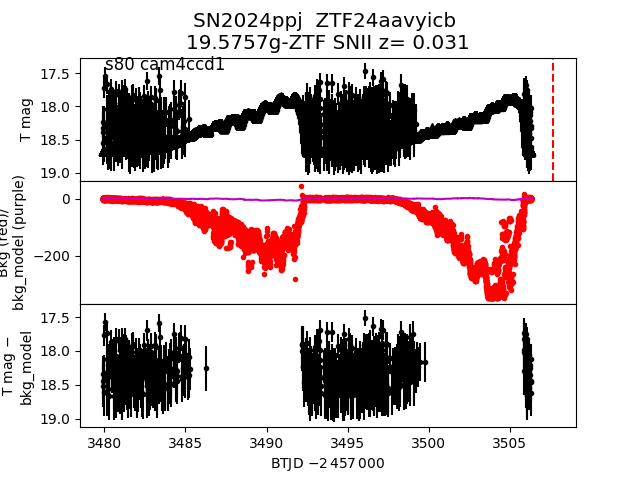 SN2024ppj  ZTF24aavyicb
19.5757g-ZTF SNII z= 0.031
s80 cam4ccd1
T mag
17.5
18.0
18.5
19.0
Bkg (red)/
bkg_model (purple)
0
−200
T mag −
bkg_model
17.5
18.0
18.5
19.0
3480 3485 3490 3495 3500 3505
BTJD −2 457 000